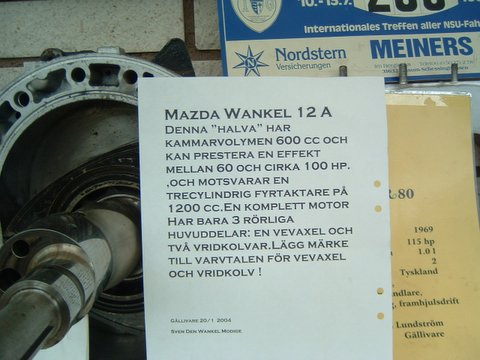 10.-15.7.
Internationales Treffen aller NSU-Fah
Nordstern
Versicherungen
MEINERS
MAZDA WANKEL 12 A
DENNA "HALVA" HAR
KAMMARVOLYMEN 600 CC OCH
KAN PRESTERA EN EFFEKT
MELLAN 60 OCH CIRKA 100 HP.
,OCH MOTSVARAR EN
TRECYLINDRIG FYRTAKTARE PÅ
1200 CC.EN KOMPLETT MOTOR
HAR BARA 3 RÖRLIGA
HUVUDDELAR: EN VEVAXEL OCH
TVÅ VRIDKOLVAR.LÄGG MÄRKE
TILL VARVTALEN FÖR VEVAXEL
OCH VRIDKOLV !
GÄLLIVARE 20/1 2004
SVEN DEN WANKEL MODIGE
80
1969
115 hp
1.0 l
2
Tyskland
ndlare,
g, framhjulsdrift
Lundström
Gällivare